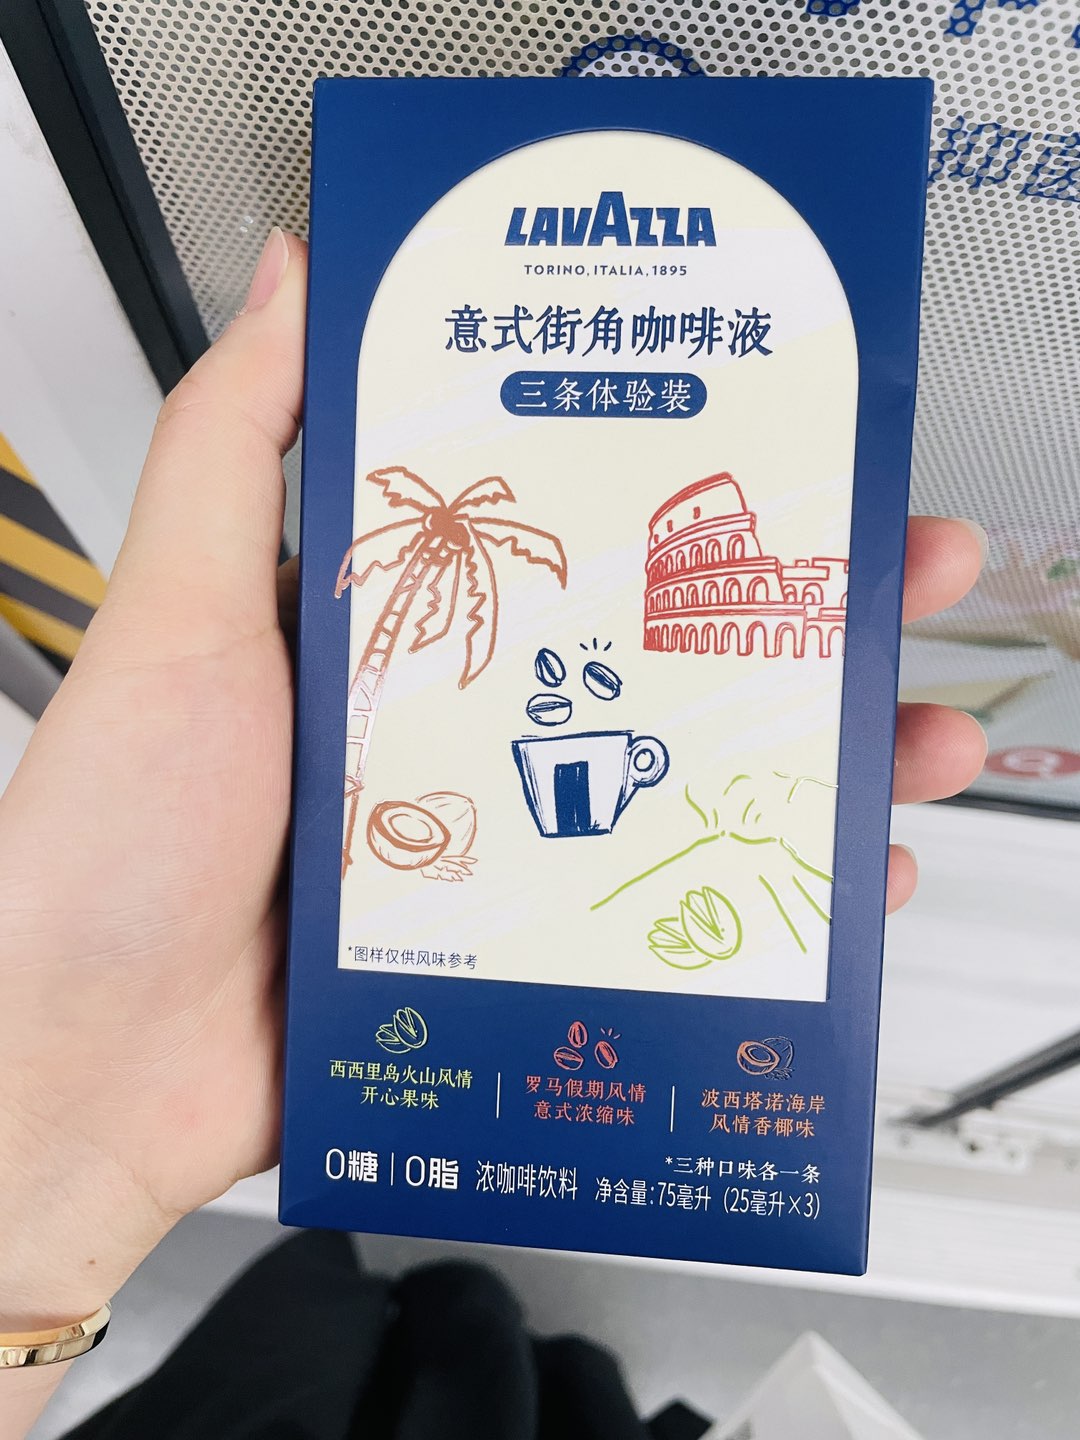 LAVAZZA
TORINO, ITALIA, 1895
意式街角咖啡液
三条体验装
*图样仅供风味参考
西西里岛火山风情
开心果味
罗马假期风情
意式浓缩味
波西塔诺海岸
风情香椰味
*三种口味各一条
0糖|0脂 浓咖啡饮料 净含量:75毫升（25毫升×3）
抑菌